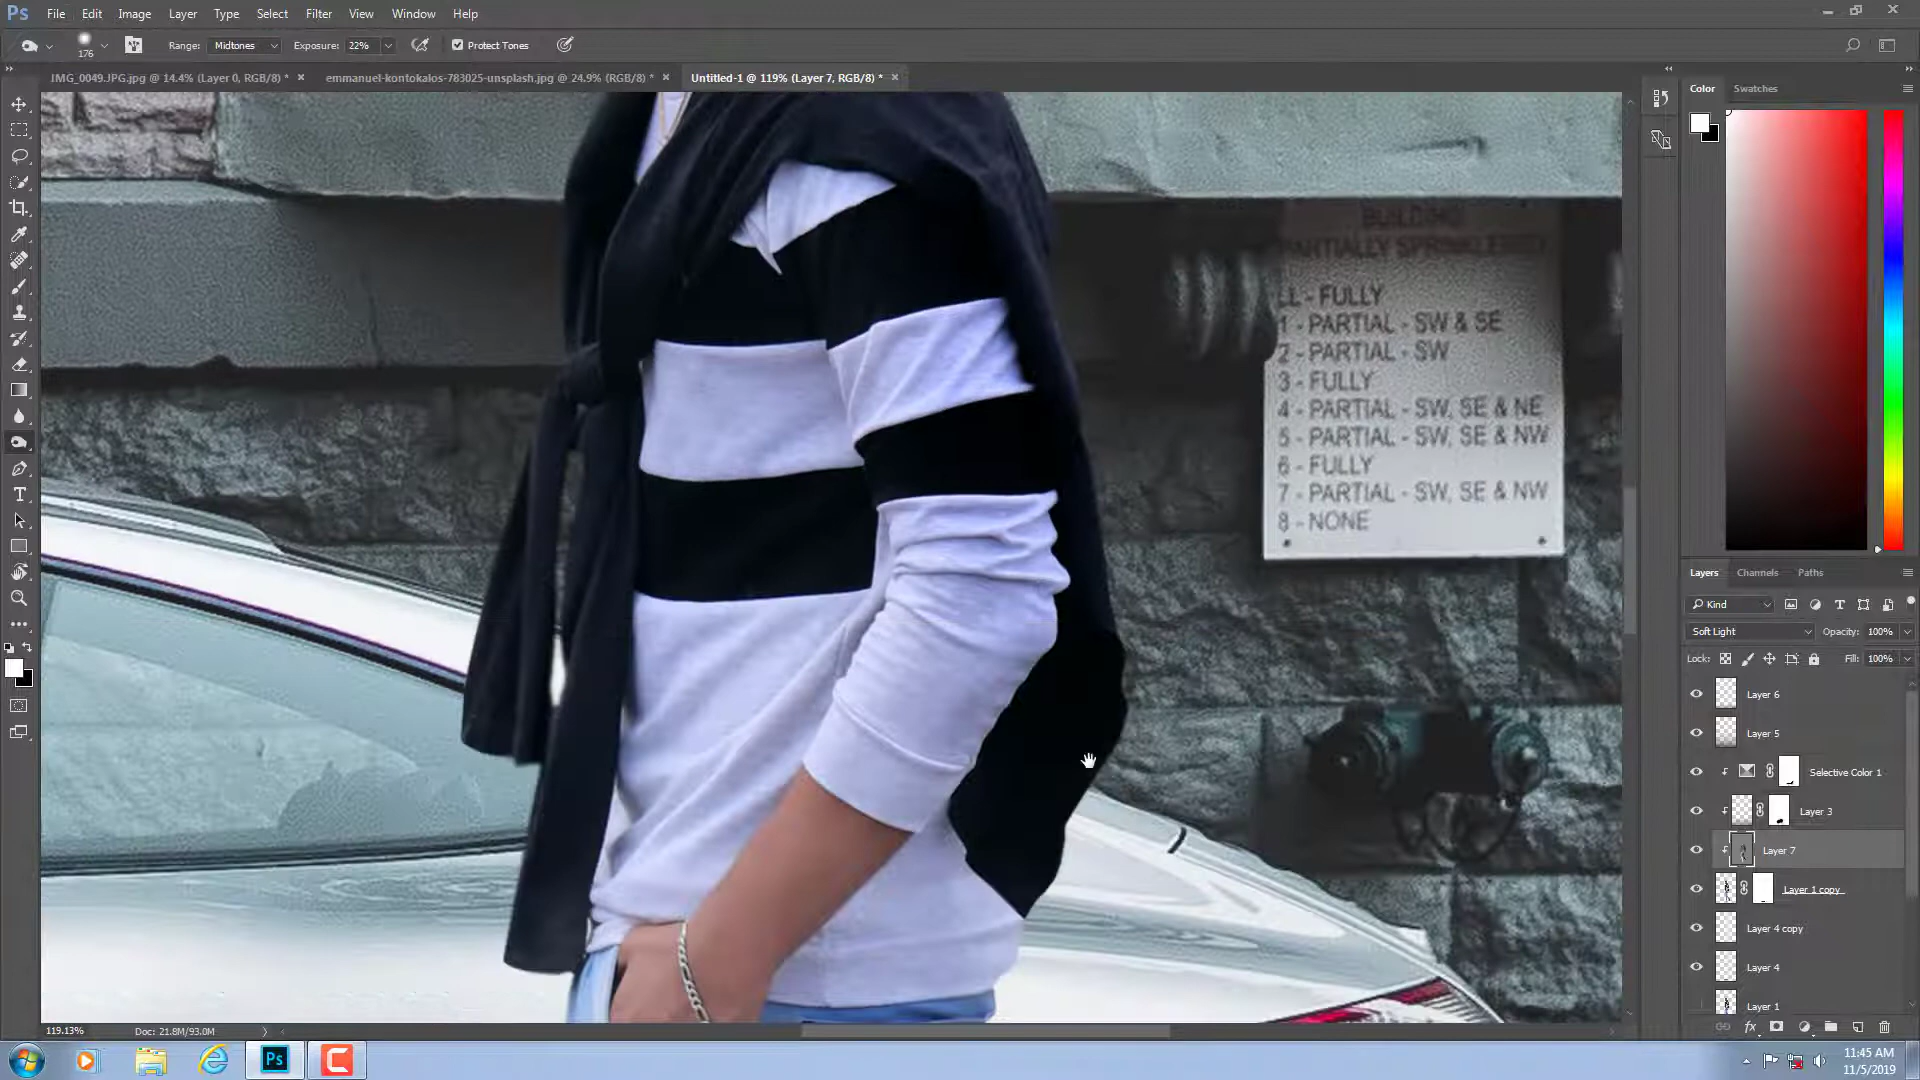 Ps File Edit Image Layer Type Select Filter View Window Help
176 Range: Midtones Exposure: 22% Protect Tones
IMG_0049.JPG.jpg @ 14.4% (Layer 0, RGB/8) * × emmanuel-kontokalos-783025-unsplash.jpg @ 24.9% (RGB/8) * × Untitled-1 @ 119% (Layer 7, RGB/8) * ×
Color Swatches
BUILDING
PARTIALLY SPRINKLERED
LL - FULLY
1 - PARTIAL - SW & SE
2 - PARTIAL - SW
3 - FULLY
4 - PARTIAL - SW, SE & NE
5 - PARTIAL - SW, SE & NW
6 - FULLY
7 - PARTIAL - SW, SE & NW
8 - NONE
Layers Channels Paths
Kind
Soft Light Opacity: 100%
Lock: Fill: 100%
Layer 6
Layer 5
Selective Color 1
Layer 3
Layer 7
Layer 1 copy
Layer 4 copy
Layer 4
Layer 1
119.13% Doc: 21.8M/93.0M
Ps
11:45 AM
11/5/2019